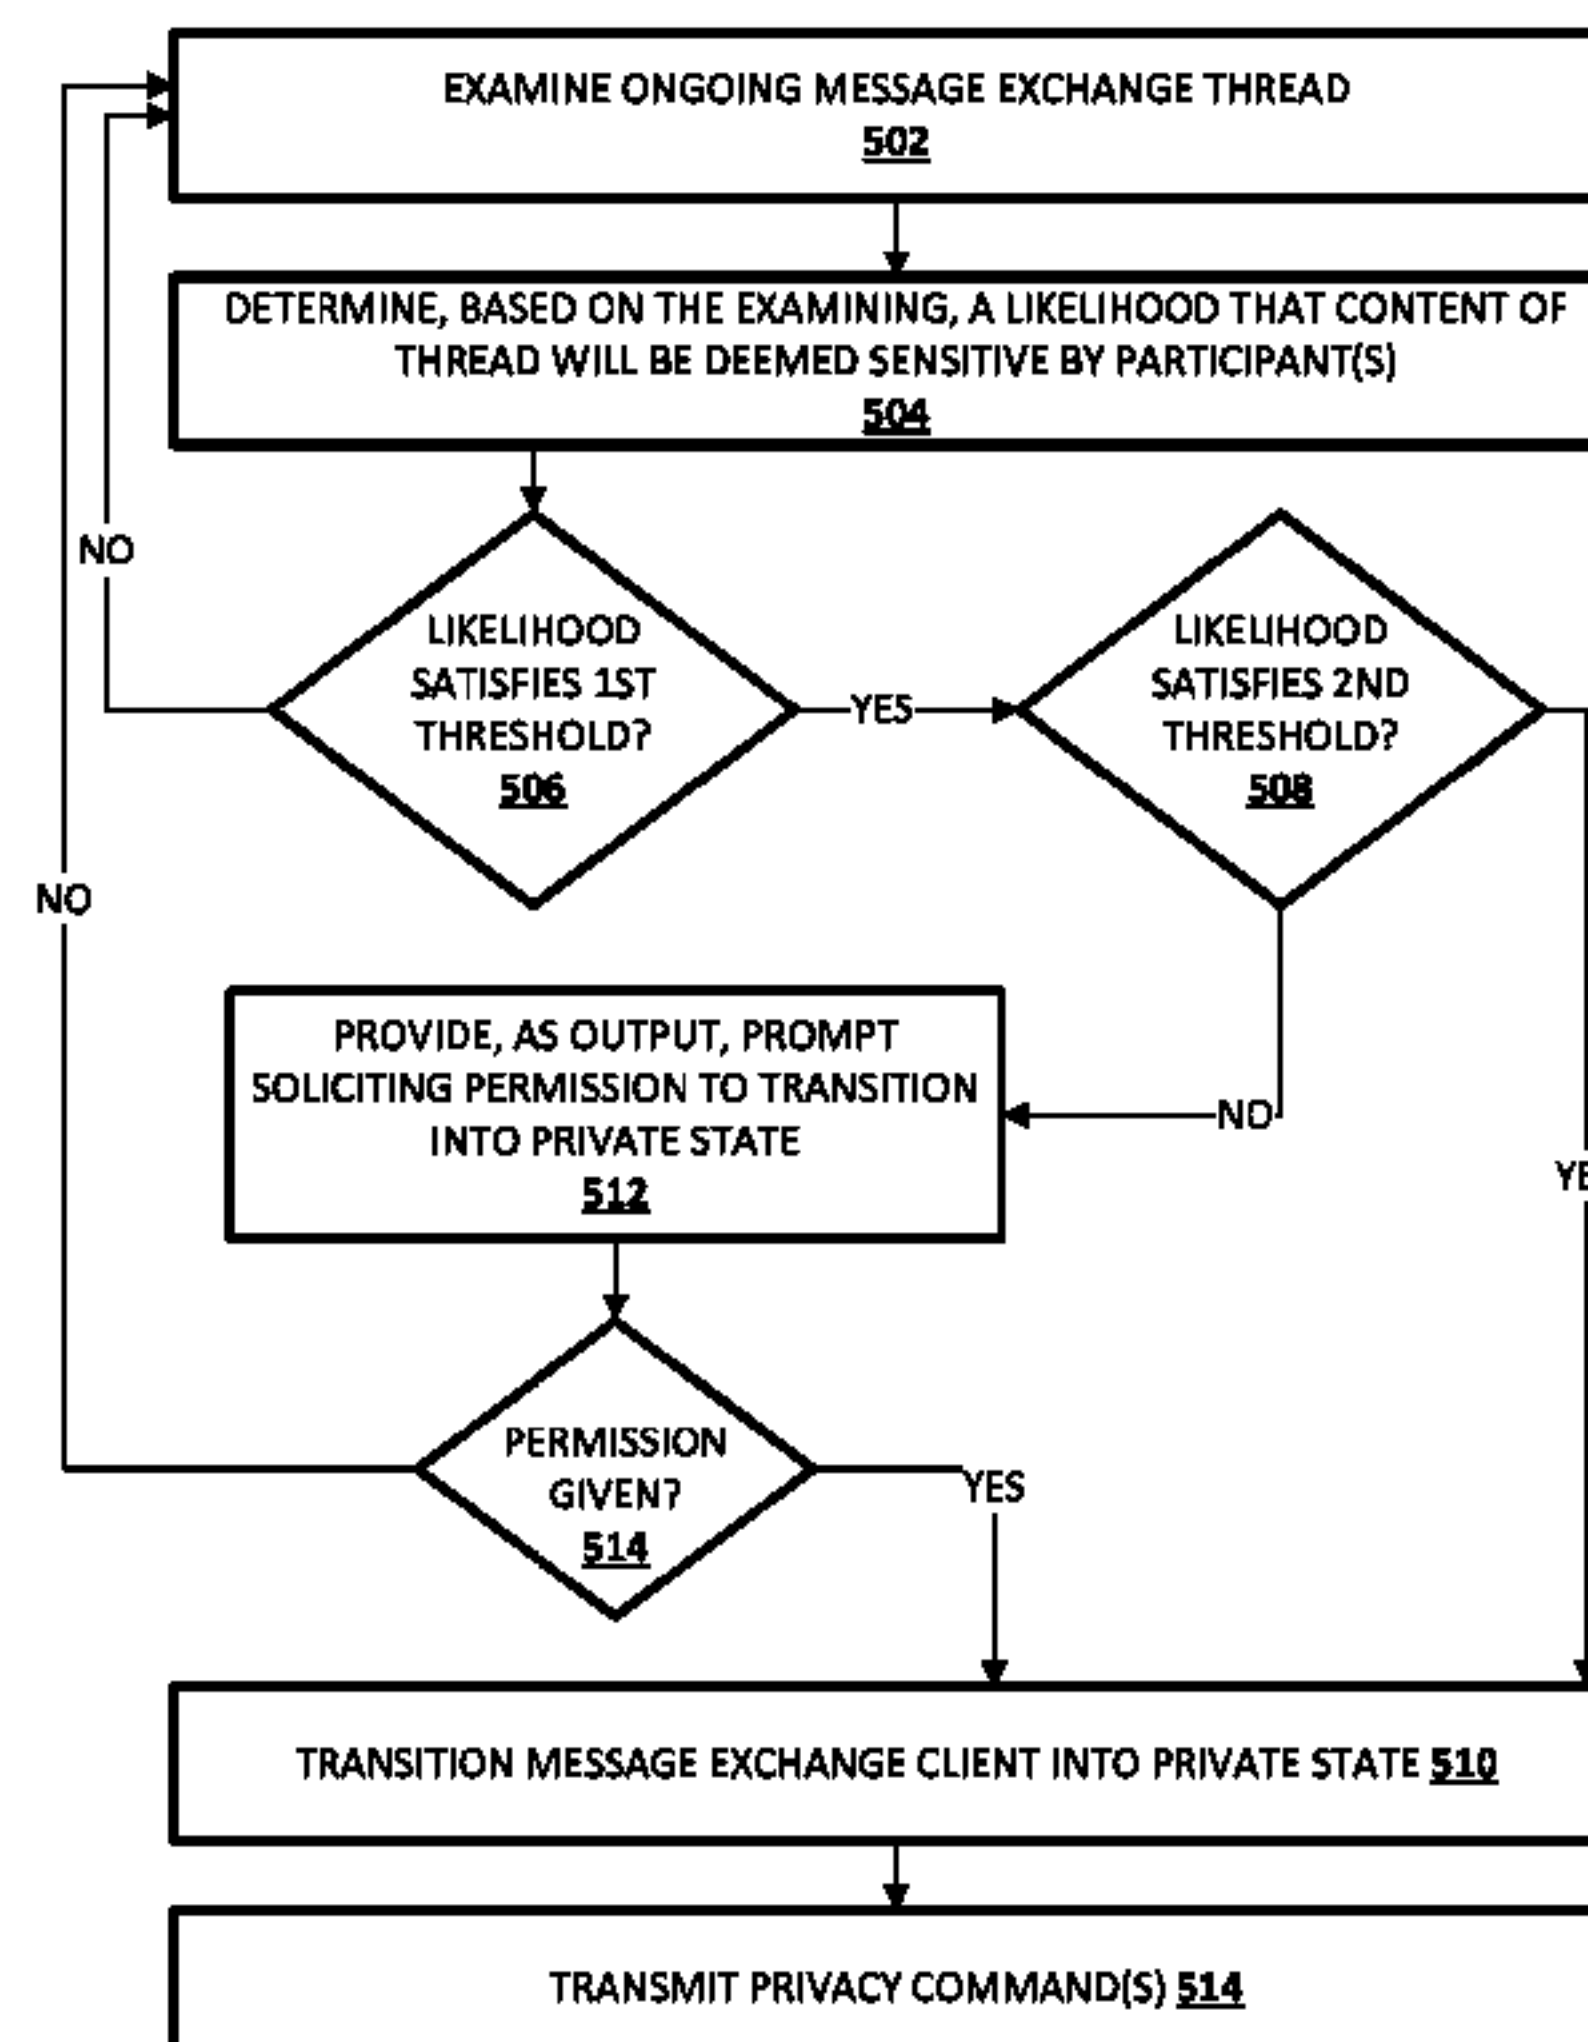 EXAMINE ONGOING MESSAGE EXCHANGE THREAD
502
DETERMINE, BASED ON THE EXAMINING, A LIKELIHOOD THAT CONTENT OF
THREAD WILL BE DEEMED SENSITIVE BY PARTICIPANT(S)
504
NO
LIKELIHOOD
SATISFIES 1ST
THRESHOLD?
506
YES
LIKELIHOOD
SATISFIES 2ND
THRESHOLD?
508
NO
PROVIDE, AS OUTPUT, PROMPT
SOLICITING PERMISSION TO TRANSITION
INTO PRIVATE STATE
512
NO
YE
PERMISSION
GIVEN?
514
YES
TRANSITION MESSAGE EXCHANGE CLIENT INTO PRIVATE STATE 510
TRANSMIT PRIVACY COMMAND(S) 514